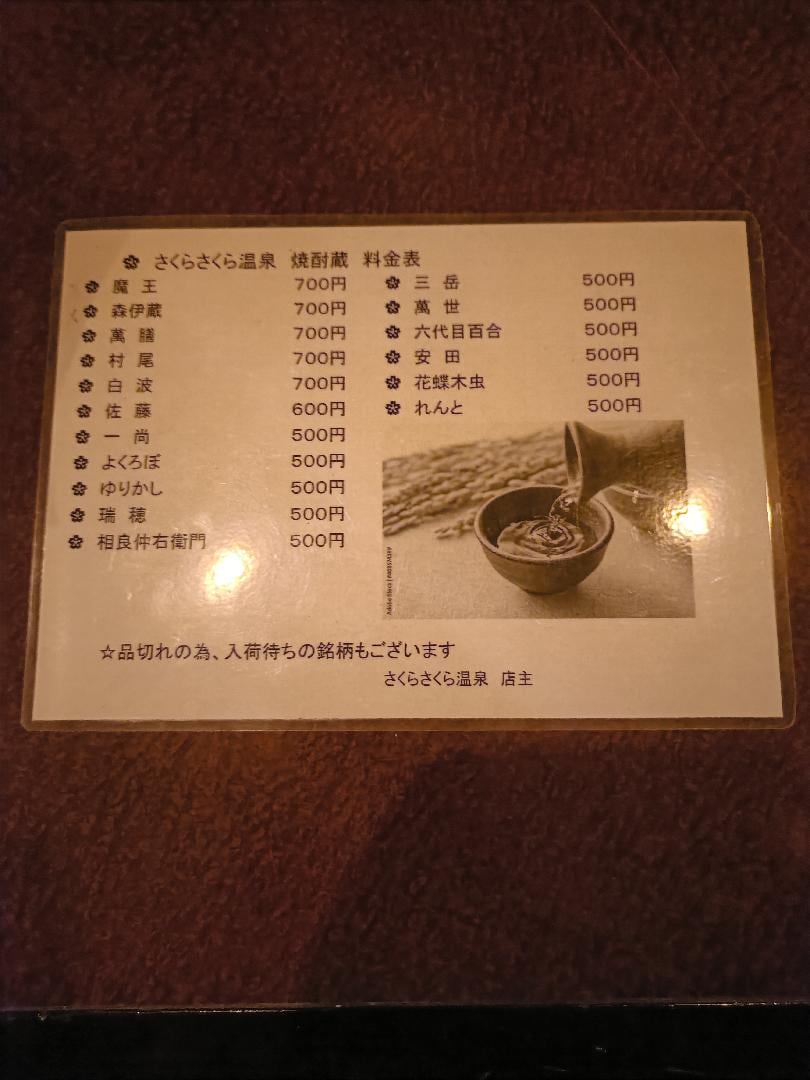 さくらさくら温泉 焼酎蔵 料金表
魔 王 700円
森伊蔵 700円
萬 膳 700円
村 尾 700円
白 波 700円
佐 藤 600円
一 尚 500円
よくろぼ 500円
ゆりかし 500円
瑞 穂 500円
相良仲右衛門 500円
三 岳 500円
萬 世 500円
六代目百合 500円
安 田 500円
花蝶木虫 500円
れんと 500円
☆品切れの為、入荷待ちの銘柄もございます
さくらさくら温泉 店主